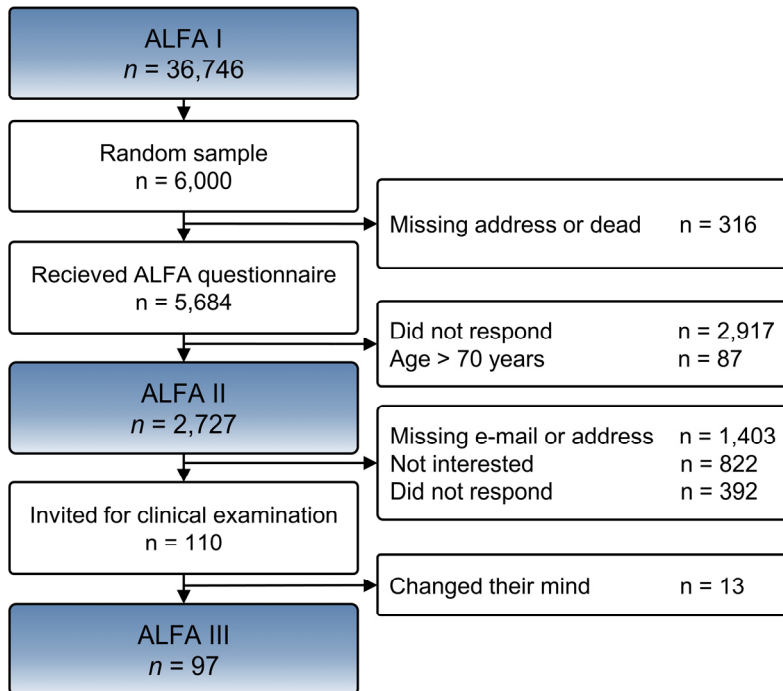 ALFA I
n = 36,746
Random sample
n = 6,000
Missing address or dead n = 316
Recieved ALFA questionnaire
n = 5,684
Did not respond n = 2,917
Age > 70 years n = 87
ALFA II
n = 2,727
Missing e-mail or address n = 1,403
Not interested n = 822
Did not respond n = 392
Invited for clinical examination
n = 110
Changed their mind n = 13
ALFA III
n = 97